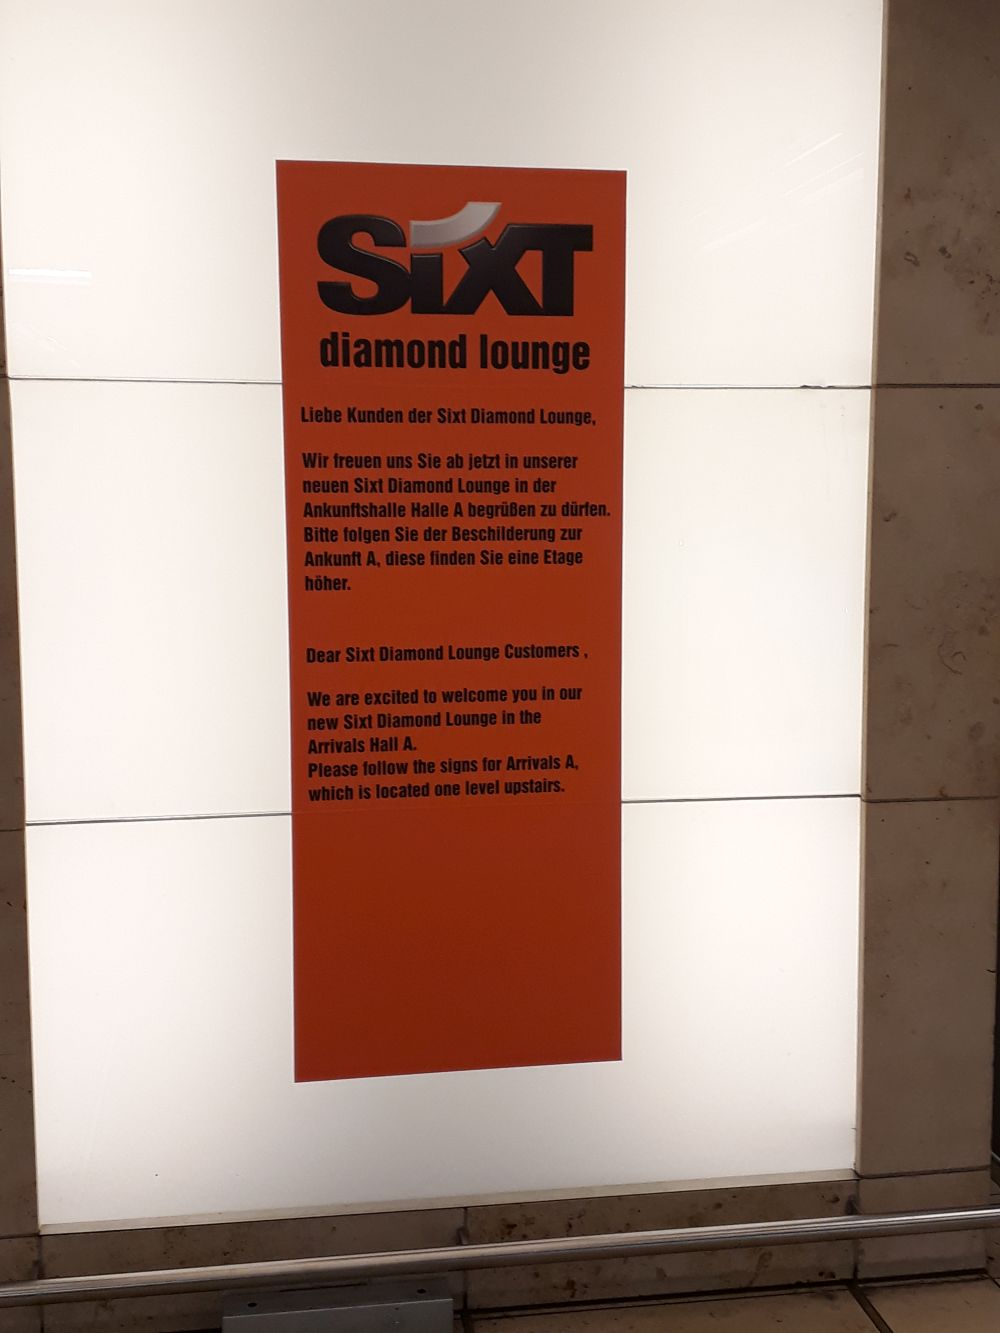 SiXT
diamond lounge
Liebe Kunden der Sixt Diamond Lounge,
Wir freuen uns Sie ab jetzt in unserer
neuen Sixt Diamond Lounge in der
Ankunftshalle Halle A begrüßen zu dürfen.
Bitte folgen Sie der Beschilderung zur
Ankunft A, diese finden Sie eine Etage
höher.
Dear Sixt Diamond Lounge Customers ,
We are excited to welcome you in our
new Sixt Diamond Lounge in the
Arrivals Hall A.
Please follow the signs for Arrivals A,
which is located one level upstairs.